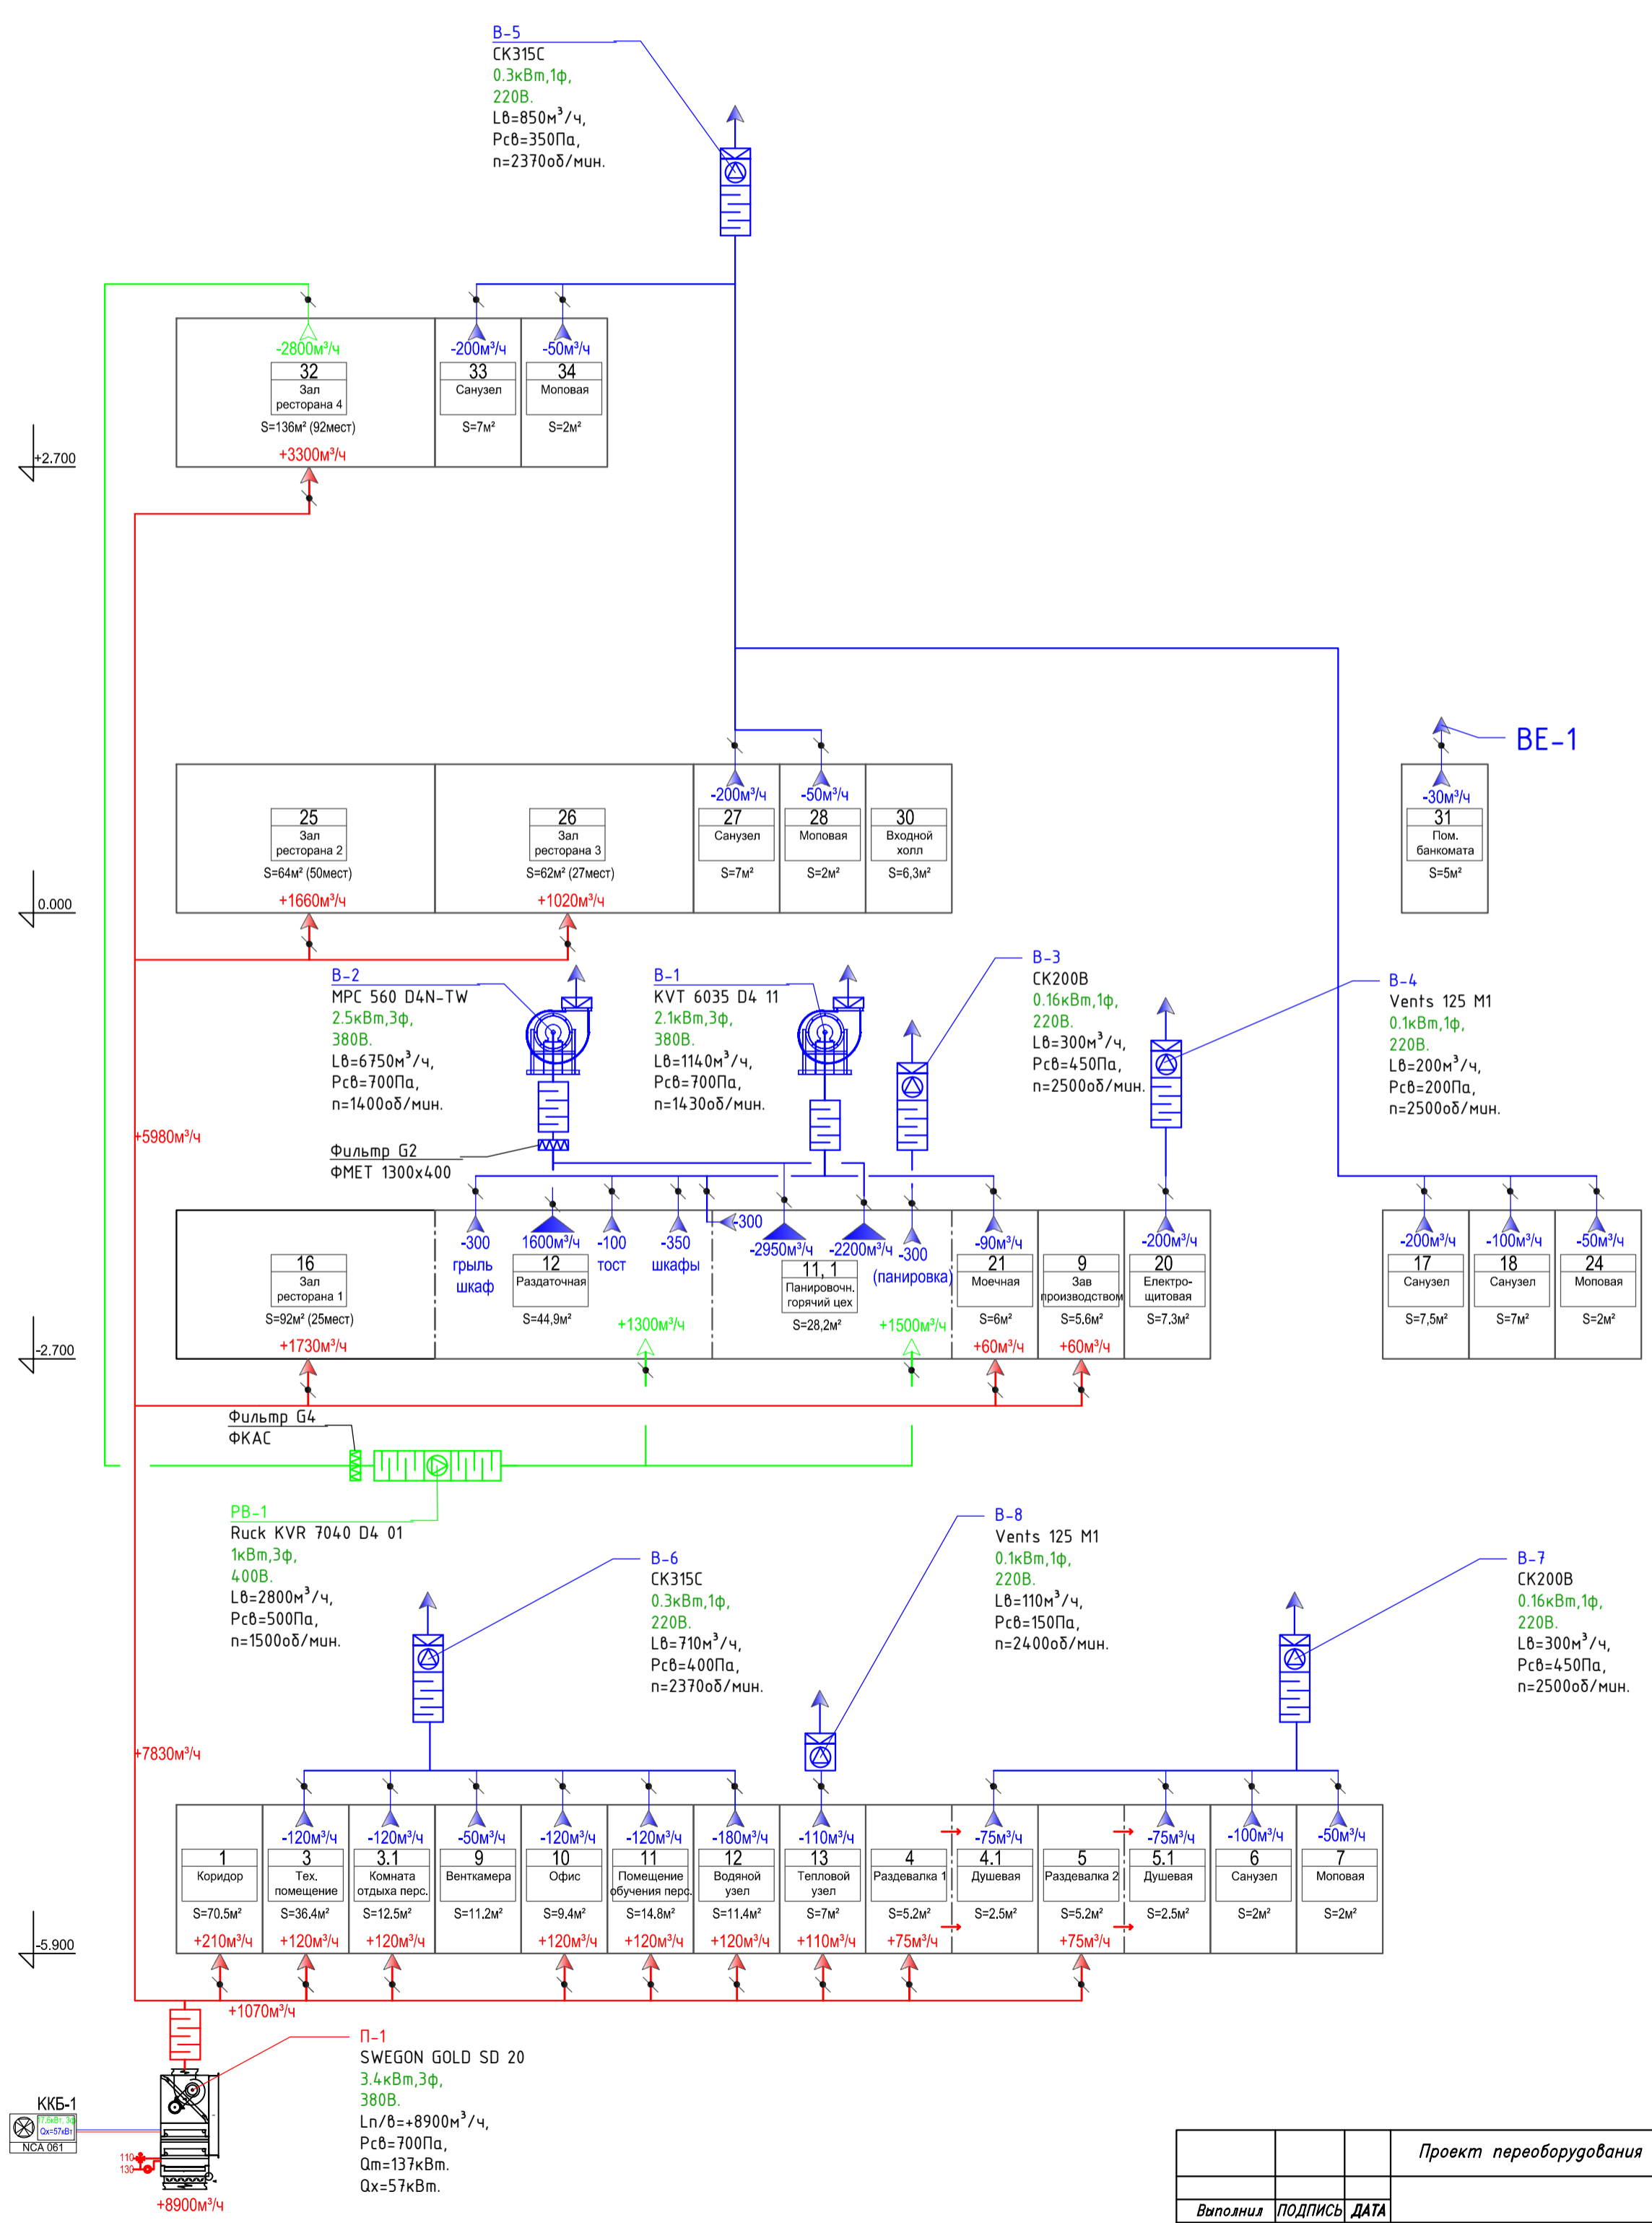 В-5
СК315С
0.3кВт,1ф,
220В.
Lв=850м³/ч,
Рсв=350Па,
n=2370об/мин.
-2800м³/ч
-200м³/ч
-50м³/ч
32
Зал
ресторана 4
S=136м² (92мест)
+3300м³/ч
33
Санузел
S=7м²
34
Моповая
S=2м²
+2.700
ВЕ-1
-200м³/ч
-50м³/ч
-30м³/ч
25
Зал
ресторана 2
S=64м² (50мест)
+1660м³/ч
26
Зал
ресторана 3
S=62м² (27мест)
+1020м³/ч
27
Санузел
S=7м²
28
Моповая
S=2м²
30
Входной
холл
S=6,3м²
31
Пом.
банкомата
S=5м²
0.000
В-2
МРС 560 D4N-TW
2.5кВт,3ф,
380В.
Lв=6750м³/ч,
Рсв=700Па,
n=1400об/мин.
Фильтр G2
ФМЕТ 1300х400
В-1
KVT 6035 D4 11
2.1кВт,3ф,
380В.
Lв=1140м³/ч,
Рсв=700Па,
n=1430об/мин.
В-3
СК200В
0.16кВт,1ф,
220В.
Lв=300м³/ч,
Рсв=450Па,
n=2500об/мин.
В-4
Vents 125 М1
0.1кВт,1ф,
220В.
Lв=200м³/ч,
Рсв=200Па,
n=2500об/мин.
+5980м³/ч
16
Зал
ресторана 1
S=92м² (25мест)
+1730м³/ч
-300
грыль
шкаф
1600м³/ч
12
Раздаточная
S=44,9м²
-100
тост
-350
шкафы
+1300м³/ч
-300
-2950м³/ч
-2200м³/ч
11, 1
Панировочн.
горячий цех
S=28,2м²
-300
(панировка)
+1500м³/ч
-90м³/ч
21
Моечная
S=6м²
+60м³/ч
9
Зав
производством
S=5.6м²
+60м³/ч
-200м³/ч
20
Електро-
щитовая
S=7.3м²
-200м³/ч
17
Санузел
S=7,5м²
-100м³/ч
18
Санузел
S=7м²
-50м³/ч
24
Моповая
S=2м²
-2.700
Фильтр G4
ФКАС
РВ-1
Ruck KVR 7040 D4 01
1кВт,3ф,
400В.
Lв=2800м³/ч,
Рсв=500Па,
n=1500об/мин.
В-6
СК315С
0.3кВт,1ф,
220В.
Lв=710м³/ч,
Рсв=400Па,
n=2370об/мин.
В-8
Vents 125 М1
0.1кВт,1ф,
220В.
Lв=110м³/ч,
Рсв=150Па,
n=2400об/мин.
В-7
СК200В
0.16кВт,1ф,
220В.
Lв=300м³/ч,
Рсв=450Па,
n=2500об/мин.
+7830м³/ч
1
Коридор
S=70.5м²
+210м³/ч
-120м³/ч
3
Тех.
помещение
S=36.4м²
+120м³/ч
-120м³/ч
3.1
Комната
отдыха перс.
S=12.5м²
+120м³/ч
-50м³/ч
9
Венткамера
S=11.2м²
-120м³/ч
10
Офис
S=9.4м²
+120м³/ч
-120м³/ч
11
Помещение
обучения перс.
S=14.8м²
+120м³/ч
-180м³/ч
12
Водяной
узел
S=11.4м²
+120м³/ч
-110м³/ч
13
Тепловой
узел
S=7м²
+110м³/ч
4
Раздевалка 1
S=5.2м²
+75м³/ч
-75м³/ч
4.1
Душевая
S=2.5м²
5
Раздевалка 2
S=5.2м²
+75м³/ч
-75м³/ч
5.1
Душевая
S=2.5м²
-100м³/ч
6
Санузел
S=2м²
-50м³/ч
7
Моповая
S=2м²
-5.900
+1070м³/ч
П-1
SWEGON GOLD SD 20
3.4кВт,3ф,
380В.
Lп/в=+8900м³/ч,
Рсв=700Па,
Qт=137кВт.
Qх=57кВт.
ККБ-1
17.6кВт, 3ф
Qх=57кВт
NCA 061
110
130
+8900м³/ч
Проект переоборудования
Выполнил ПОДПИСЬ ДАТА